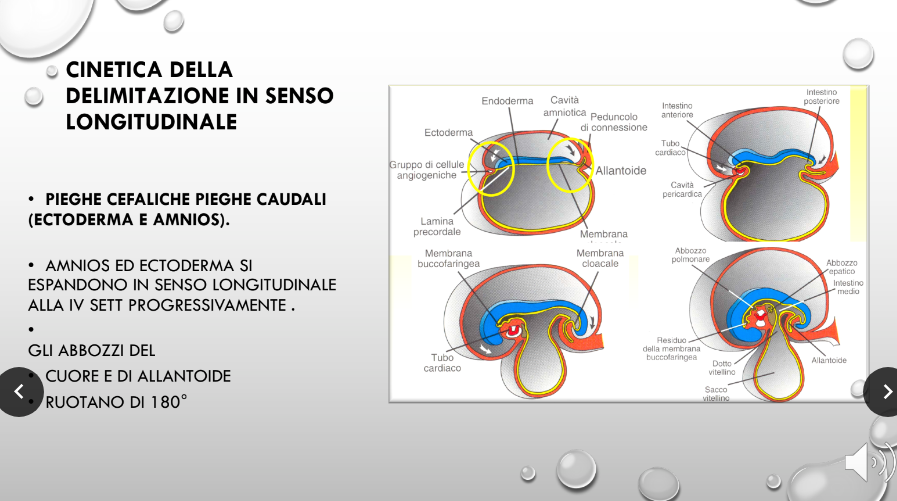 CINETICA DELLA
DELIMITAZIONE IN SENSO
LONGITUDINALE
• PIEGHE CEFALICHE PIEGHE CAUDALI
(ECTODERMA E AMNIOS).
• AMNIOS ED ECTODERMA SI
ESPANDONO IN SENSO LONGITUDINALE
ALLA IV SETT PROGRESSIVAMENTE .
•
GLI ABBOZZI DEL
• CUORE E DI ALLANTOIDE
• RUOTANO DI 180°
Endoderma
Cavità
amniotica
Peduncolo
di connessione
Ectoderma
Gruppo di cellule
angiogeniche
Allantoide
Lamina
precordale
Membrana
Intestino
anteriore
Intestino
posteriore
Tubo
cardiaco
Cavità
pericardica
Membrana
buccofaringea
Membrana
cloacale
Tubo
cardiaco
Abbozzo
polmonare
Abbozzo
epatico
Intestino
medio
Residuo
della membrana
buccofaringea
Dotto
vitellino
Allantoide
Sacco
vitellino